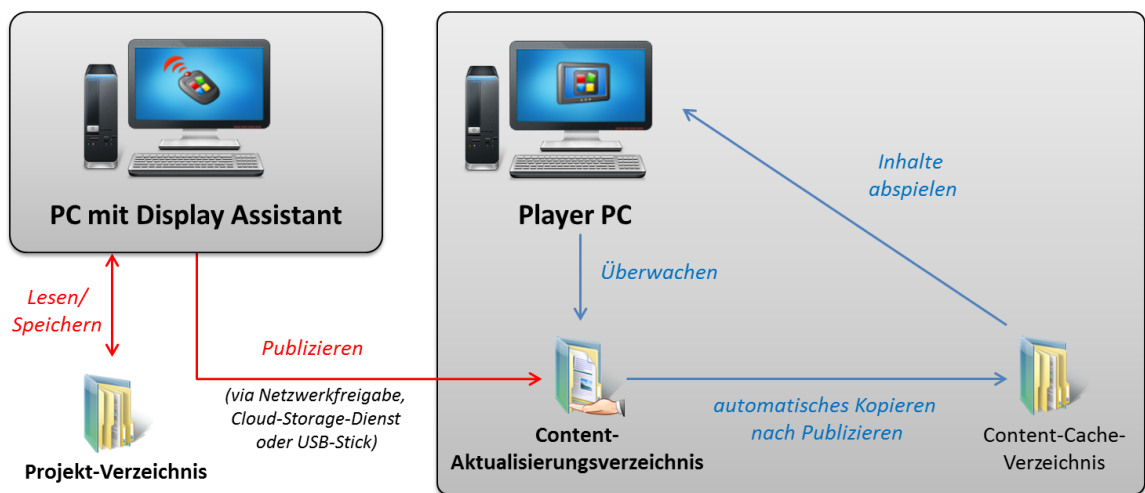 PC mit Display Assistant
Lesen/
Speichern
Projekt-Verzeichnis
Publizieren
(via Netzwerkfreigabe,
Cloud-Storage-Dienst
oder USB-Stick)
Player PC
Überwachen
Content-
Aktualisierungsverzeichnis
automatisches Kopieren
nach Publizieren
Content-Cache-
Verzeichnis
Inhalte
abspielen